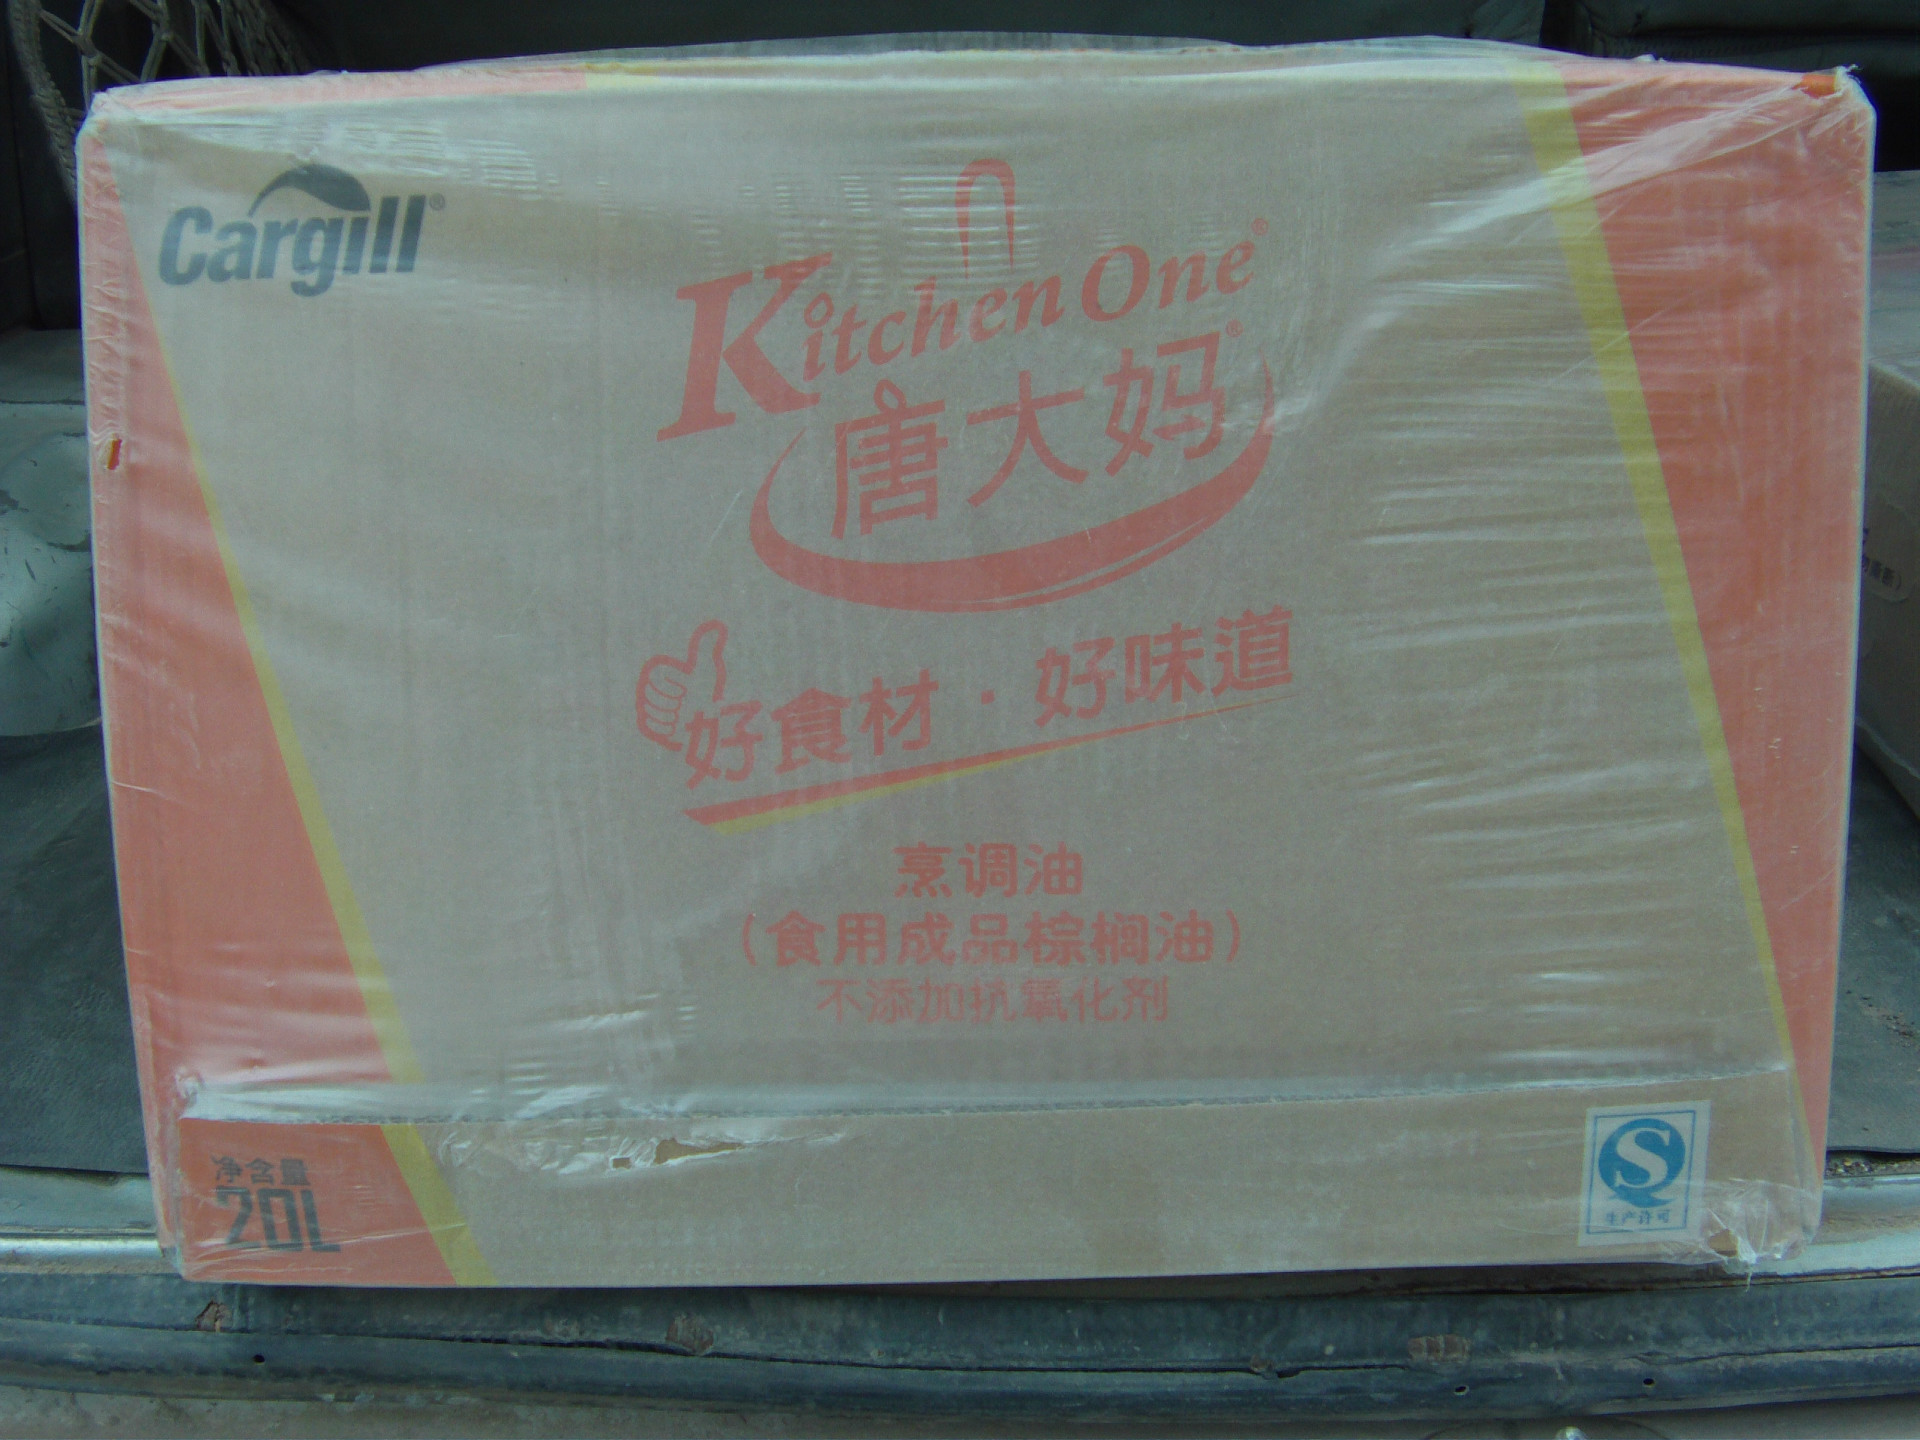 Cargill®
Kitchen One®
唐大妈®
好食材·好味道
烹调油
(食用成品棕榈油)
不添加抗氧化剂
净含量
20L
生产许可